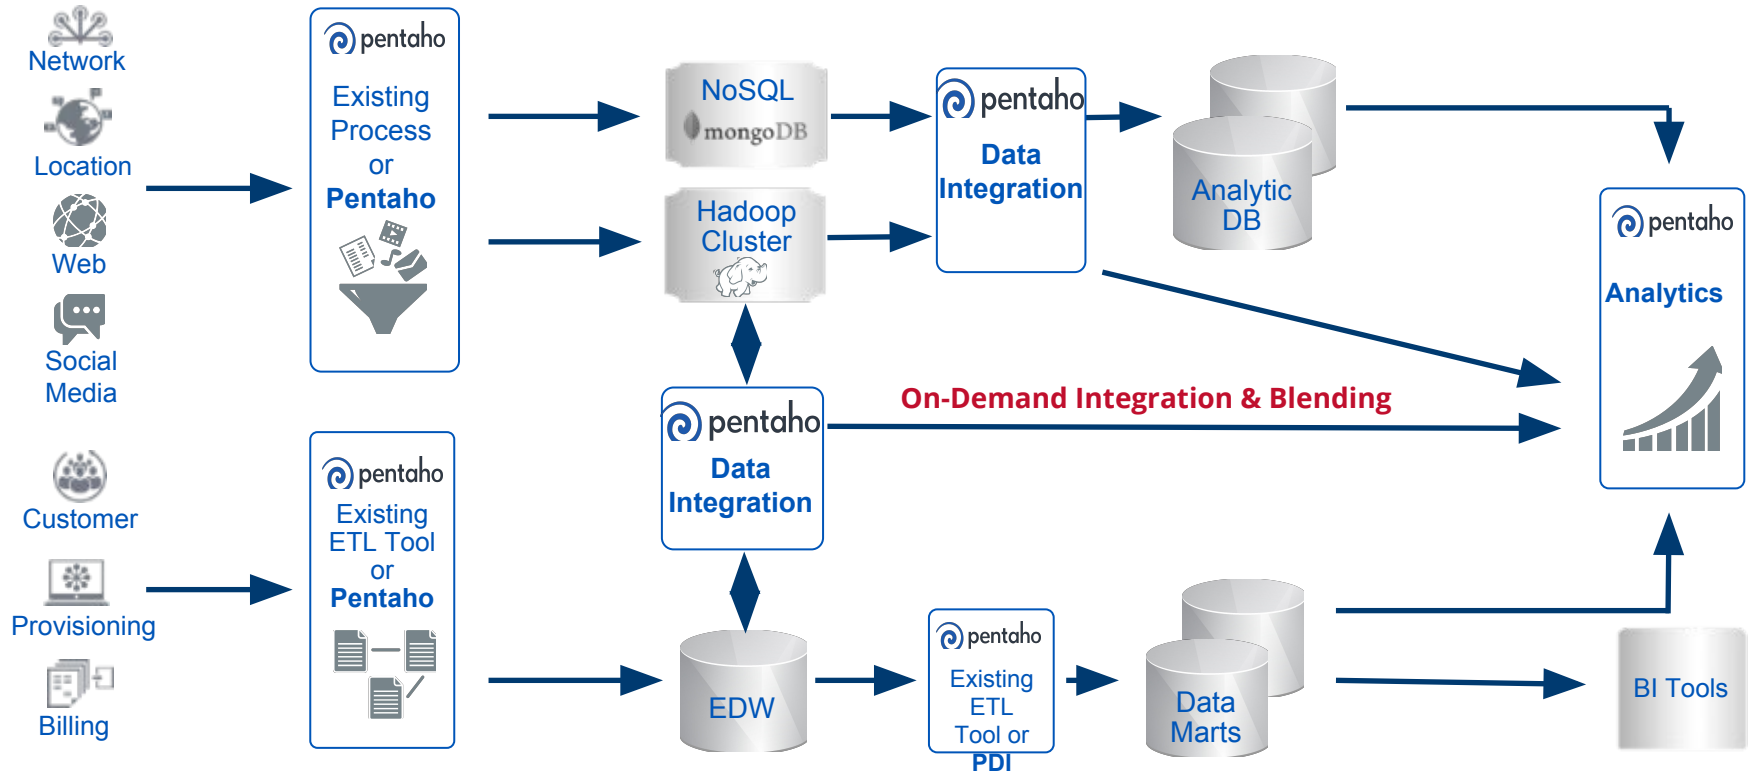 Network
Location
Web
Social
Media
Customer
Provisioning
Billing
pentaho
Existing
Process
or
Pentaho
pentaho
Existing
ETL Tool
or
Pentaho
NoSQL
mongoDB
Hadoop
Cluster
pentaho
Data
Integration
EDW
pentaho
Data
Integration
On-Demand Integration & Blending
pentaho
Existing
ETL
Tool or
PDI
Analytic
DB
Data
Marts
pentaho
Analytics
BI Tools